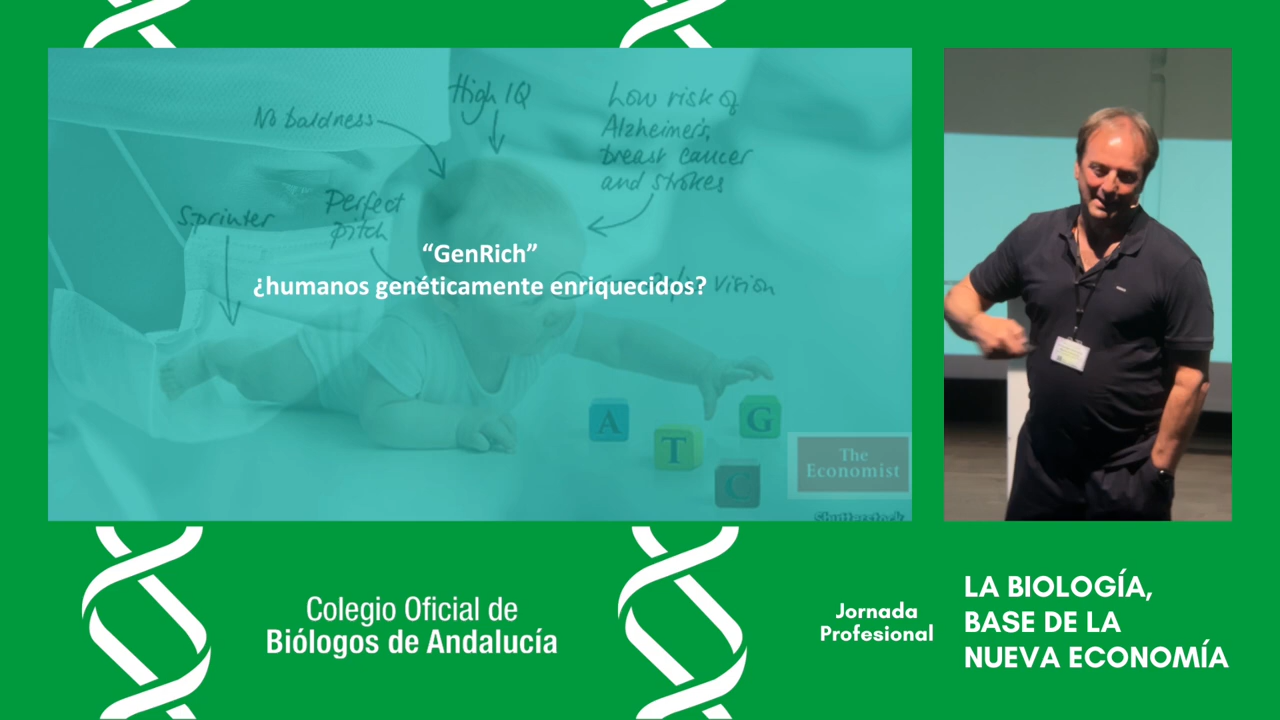 No baldness
High IQ
Low risk of
Alzheimer's,
breast cancer
and strokes
Sprinter
Perfect
pitch
“GenRich”
¿humanos genéticamente enriquecidos?
vision
A
T
G
C
The
Economist
Shutterstock
Colegio Oficial de
Biólogos de Andalucía
Jornada
Profesional
LA BIOLOGÍA,
BASE DE LA
NUEVA ECONOMÍA